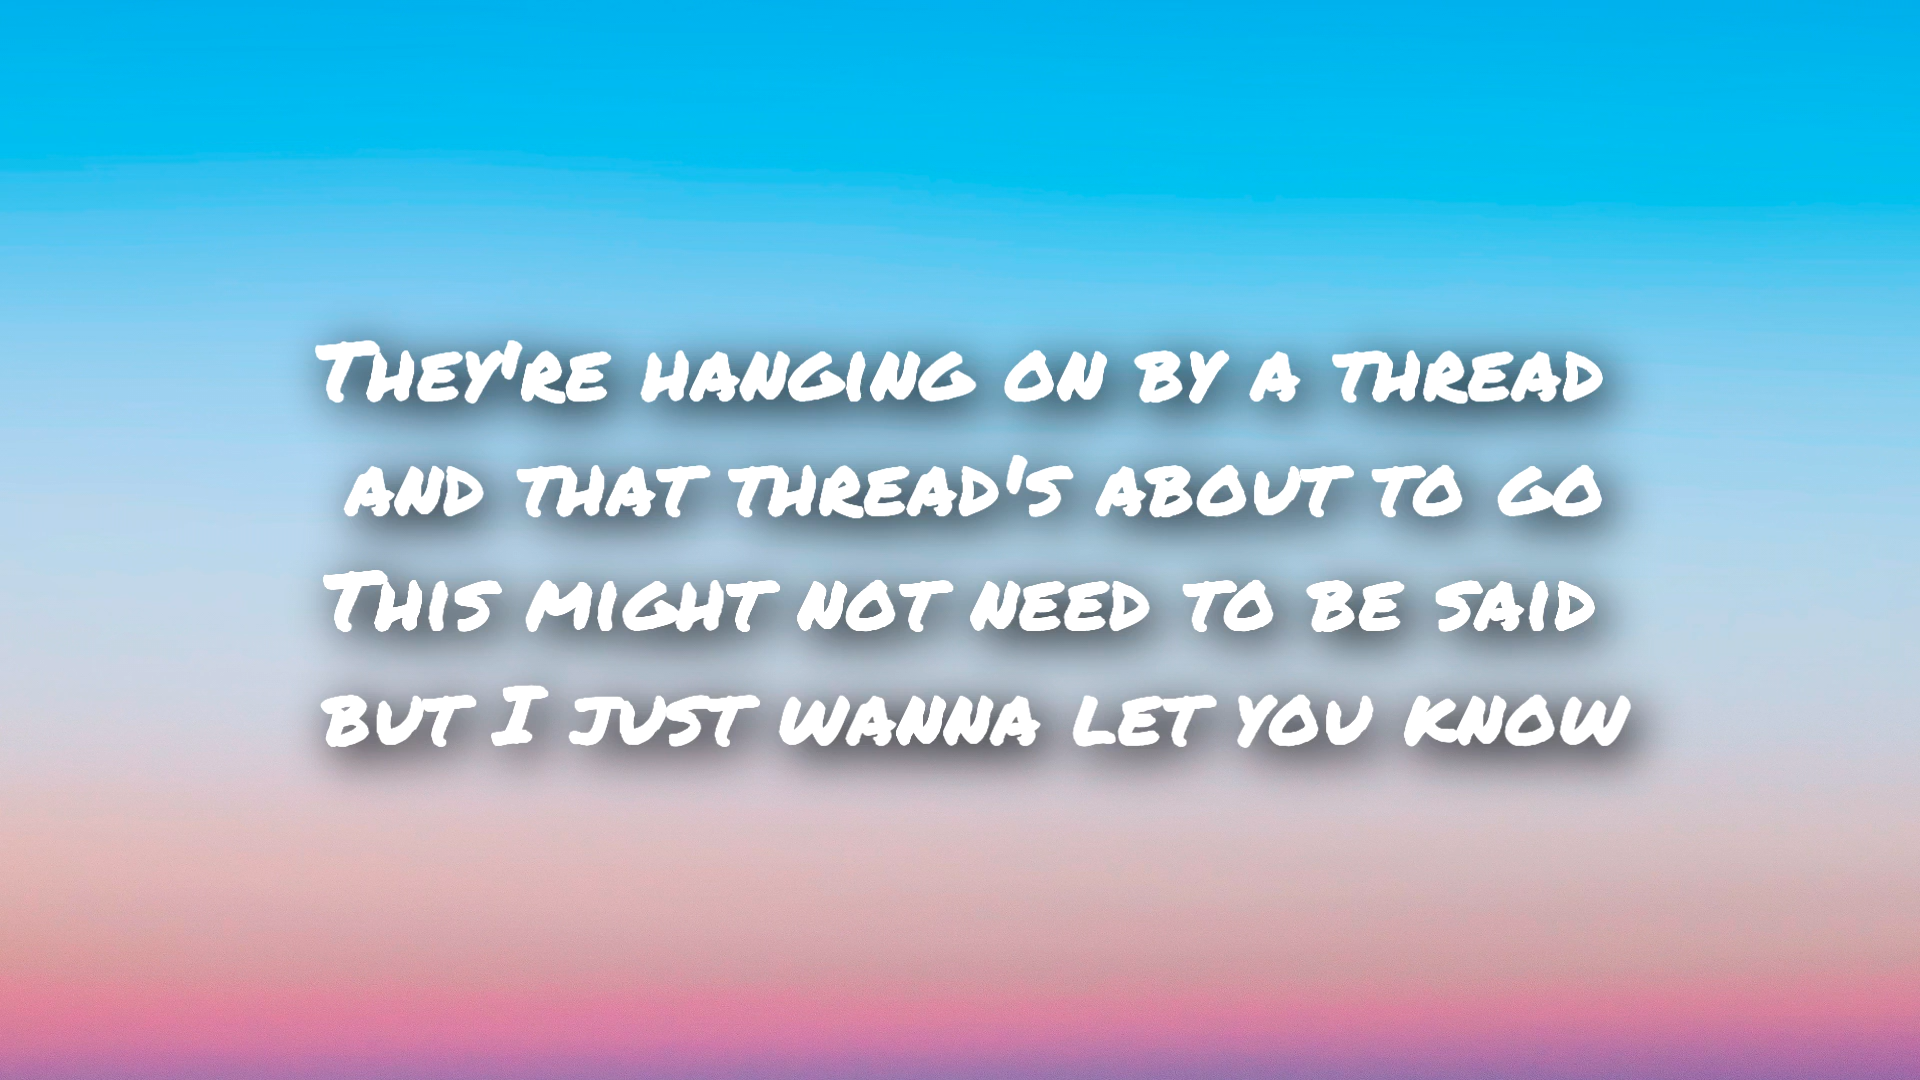 They're hanging on by a thread
and that thread's about to go
This might not need to be said
but I just wanna let you know